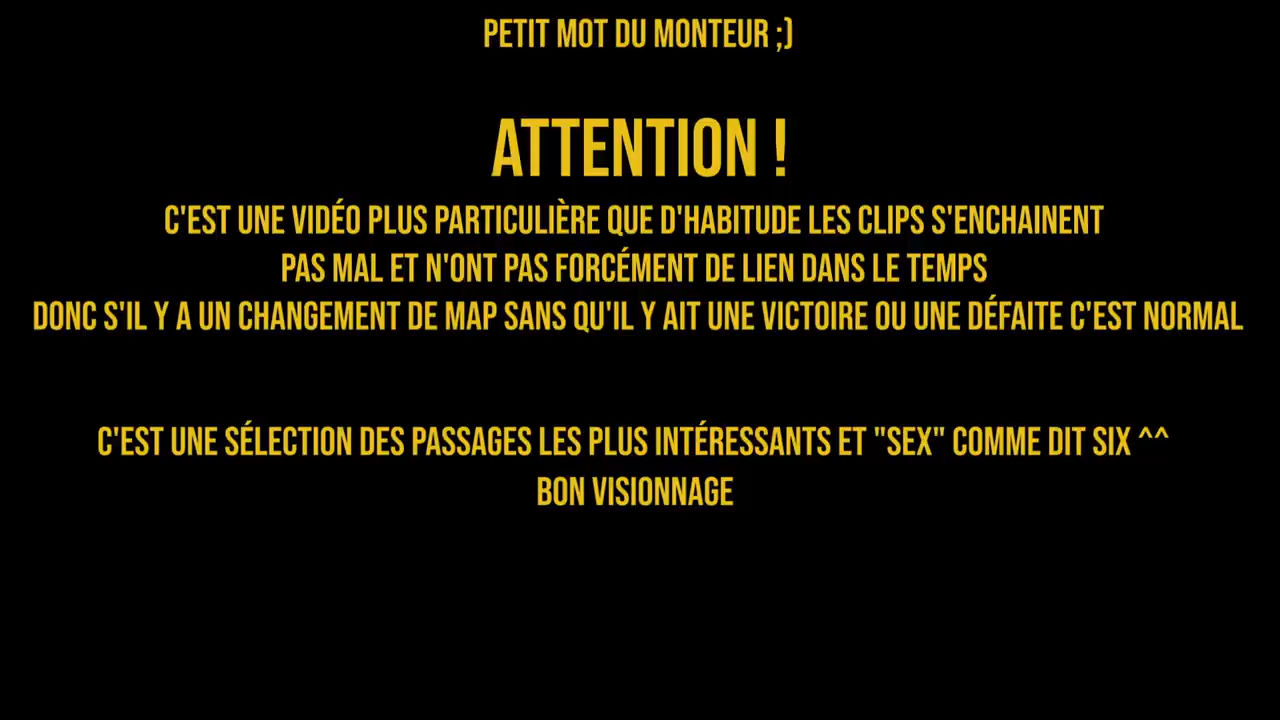 PETIT MOT DU MONTEUR ;)
ATTENTION !
C'EST UNE VIDÉO PLUS PARTICULIÈRE QUE D'HABITUDE LES CLIPS S'ENCHAINENT
PAS MAL ET N'ONT PAS FORCÉMENT DE LIEN DANS LE TEMPS
DONC S'IL Y A UN CHANGEMENT DE MAP SANS QU'IL Y AIT UNE VICTOIRE OU UNE DÉFAITE C'EST NORMAL
C'EST UNE SÉLECTION DES PASSAGES LES PLUS INTÉRESSANTS ET "SEX" COMME DIT SIX ^^
BON VISIONNAGE